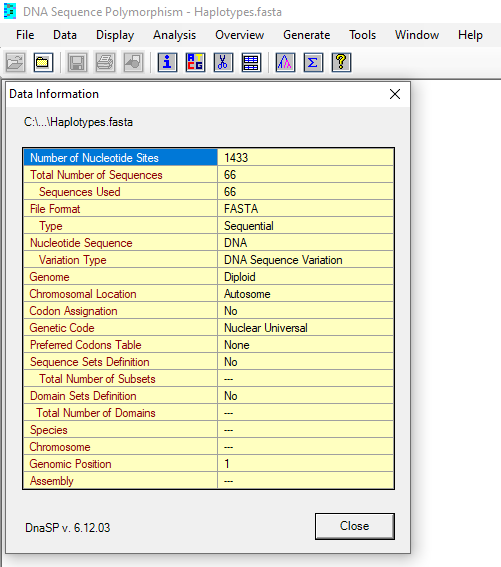 DNA Sequence Polymorphism - Haplotypes.fasta
File Data Display Analysis Overview Generate Tools Window Help
Data Information
C:\...\Haplotypes.fasta
Number of Nucleotide Sites 1433
Total Number of Sequences 66
Sequences Used 66
File Format FASTA
Type Sequential
Nucleotide Sequence DNA
Variation Type DNA Sequence Variation
Genome Diploid
Chromosomal Location Autosome
Codon Assignation No
Genetic Code Nuclear Universal
Preferred Codons Table None
Sequence Sets Definition No
Total Number of Subsets ---
Domain Sets Definition No
Total Number of Domains ---
Species ---
Chromosome ---
Genomic Position 1
Assembly ---
DnaSP v. 6.12.03
Close